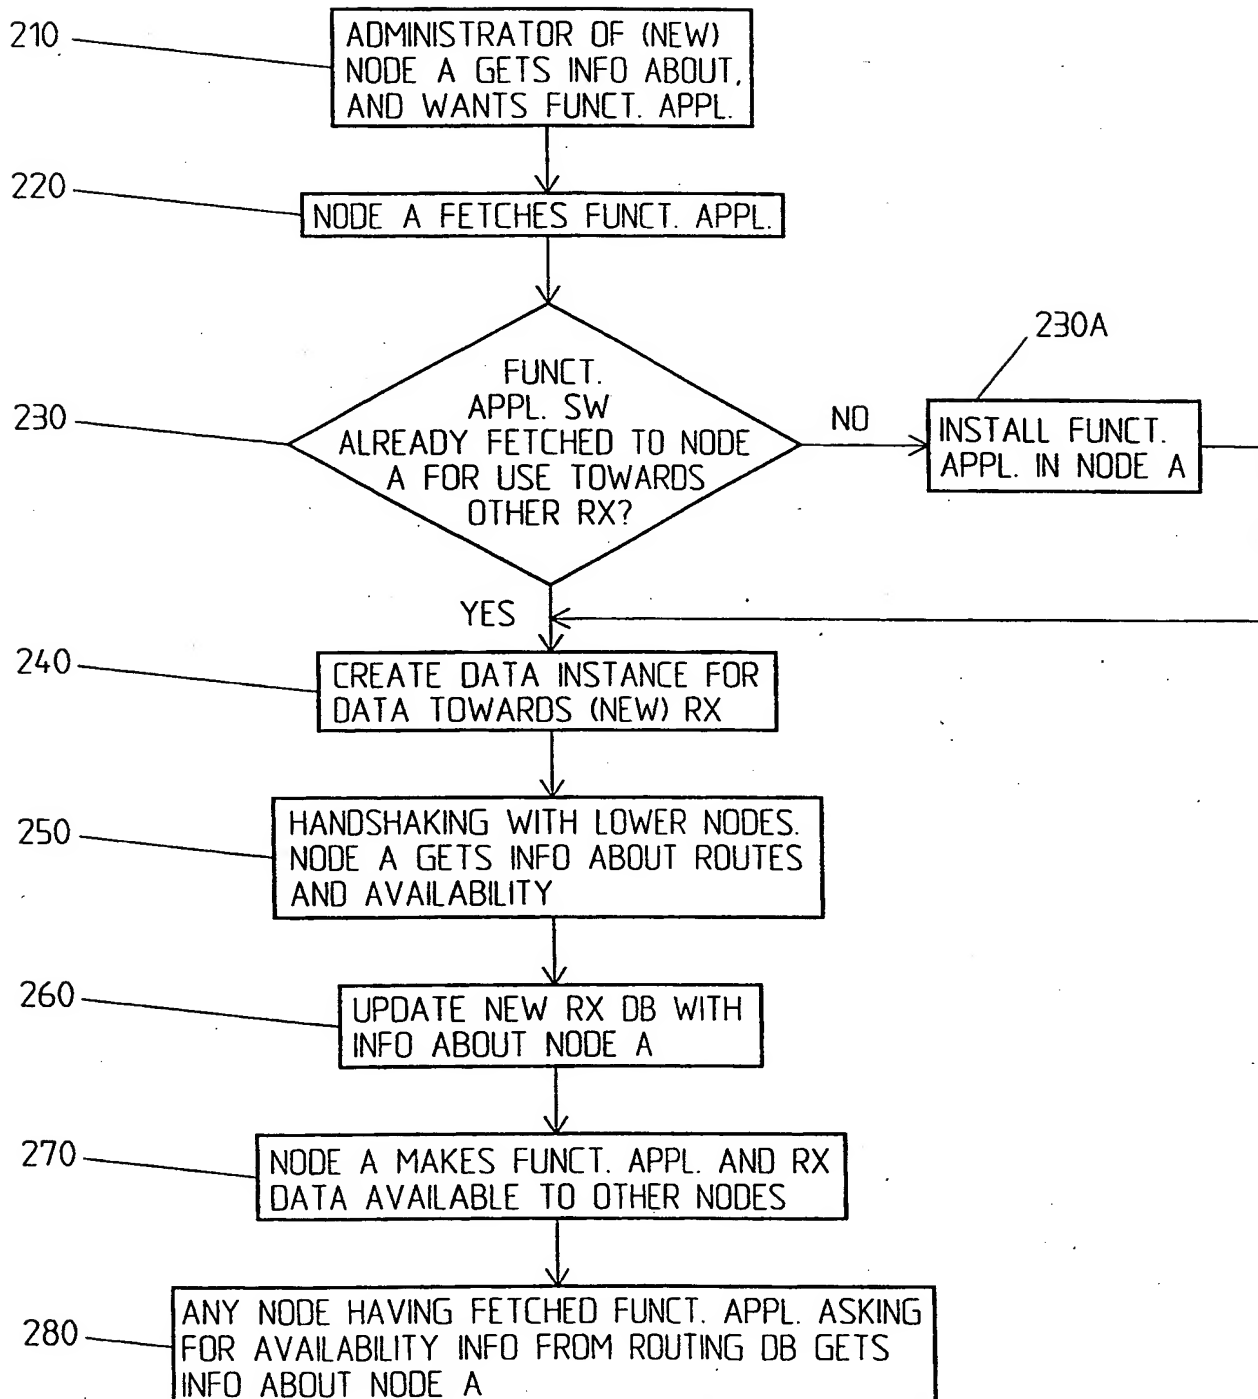 210
ADMINISTRATOR OF (NEW)
NODE A GETS INFO ABOUT,
AND WANTS FUNCT. APPL.
220
NODE A FETCHES FUNCT. APPL.
230
FUNCT.
APPL. SW
ALREADY FETCHED TO NODE
A FOR USE TOWARDS
OTHER RX?
NO
230A
INSTALL FUNCT.
APPL. IN NODE A
YES
240
CREATE DATA INSTANCE FOR
DATA TOWARDS (NEW) RX
250
HANDSHAKING WITH LOWER NODES.
NODE A GETS INFO ABOUT ROUTES
AND AVAILABILITY
260
UPDATE NEW RX DB WITH
INFO ABOUT NODE A
270
NODE A MAKES FUNCT. APPL. AND RX
DATA AVAILABLE TO OTHER NODES
280
ANY NODE HAVING FETCHED FUNCT. APPL. ASKING
FOR AVAILABILITY INFO FROM ROUTING DB GETS
INFO ABOUT NODE A